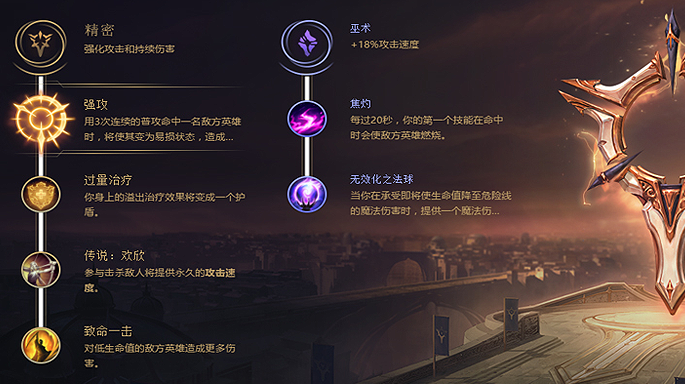 精密
强化攻击和持续伤害
强攻
用3次连续的普攻命中一名敌方英雄
时，将使其变为易损状态，造成...
过量治疗
你身上的溢出治疗效果将变成一个护
盾。
传说：欢欣
参与击杀敌人将提供永久的攻击速
度。
致命一击
对低生命值的敌方英雄造成更多伤
害。
巫术
+18%攻击速度
焦灼
每过20秒，你的第一个技能在命中
时会使敌方英雄燃烧。
无效化之法球
当你在承受即将使生命值降至危险线
的魔法伤害时，提供一个魔法伤...